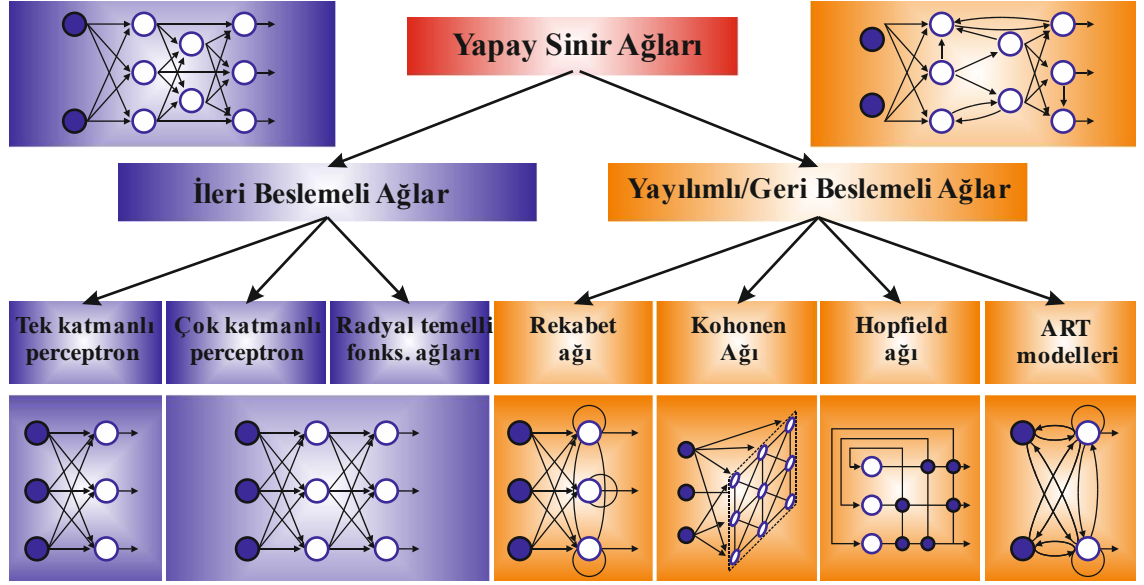 Yapay Sinir Ağları
İleri Beslemeli Ağlar
Yayılımlı/Geri Beslemeli Ağlar
Tek katmanlı
perceptron
Çok katmanlı
perceptron
Radyal temelli
fonks. ağları
Rekabet
ağı
Kohonen
Ağı
Hopfield
ağı
ART
modelleri